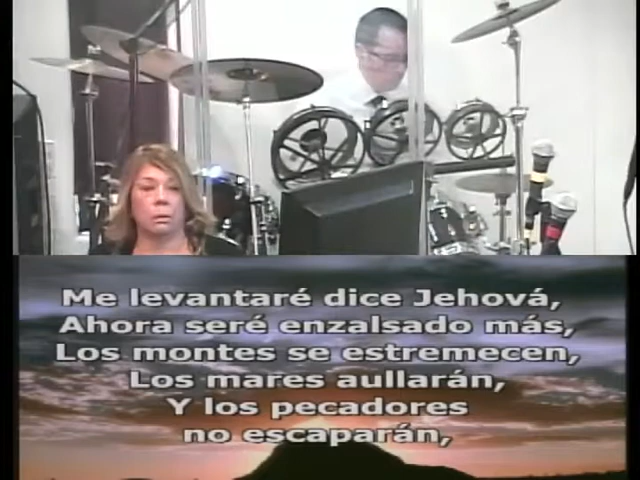 Me levantaré dice Jehová,
Ahora seré enzalsado más,
Los montes se estremecen,
Los mares aullarán,
Y los pecadores
no escaparán,